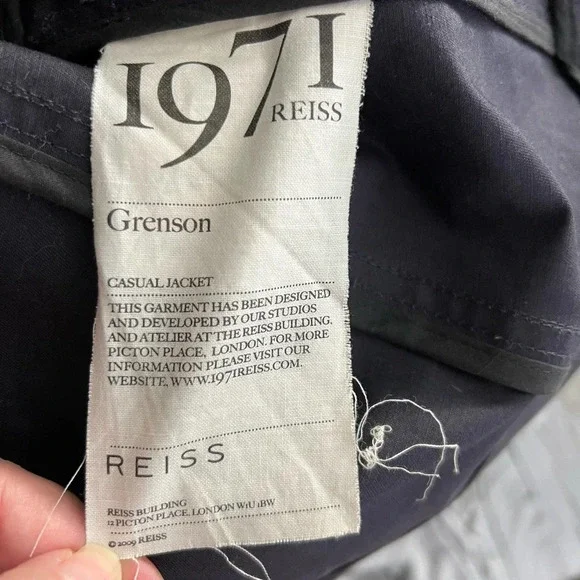 1971
REISS
Grenson
CASUAL JACKET
THIS GARMENT HAS BEEN DESIGNED
AND DEVELOPED BY OUR STUDIOS
AND ATELIER AT THE REISS BUILDING.
PICTON PLACE, LONDON. FOR MORE
INFORMATION PLEASE VISIT OUR
WEBSITE, WWW.1971REISS.COM.
REISS
REISS BUILDING
12 PICTON PLACE, LONDON W1U 1BW
©2009 REISS